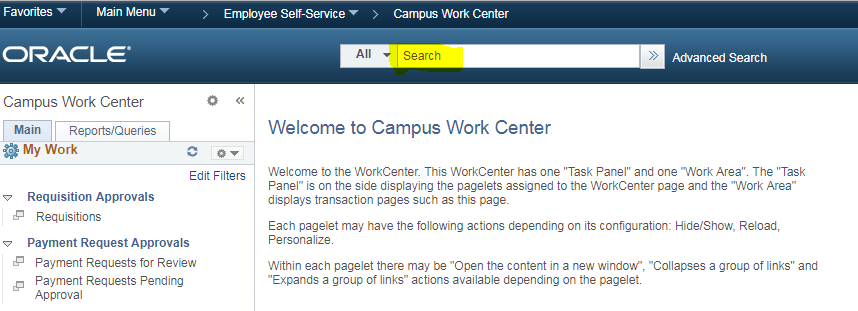 Favorites Main Menu Employee Self-Service Campus Work Center
ORACLE® All Search Advanced Search
Campus Work Center
Main Reports/Queries
My Work
Edit Filters
Requisition Approvals
Requisitions
Payment Request Approvals
Payment Requests for Review
Payment Requests Pending
Approval
Welcome to Campus Work Center
Welcome to the WorkCenter. This WorkCenter has one "Task Panel" and one "Work Area". The "Task
Panel" is on the side displaying the pagelets assigned to the WorkCenter page and the "Work Area"
displays transaction pages such as this page.
Each pagelet may have the following actions depending on its configuration: Hide/Show, Reload,
Personalize.
Within each pagelet there may be "Open the content in a new window", "Collapses a group of links" and
"Expands a group of links" actions available depending on the pagelet.